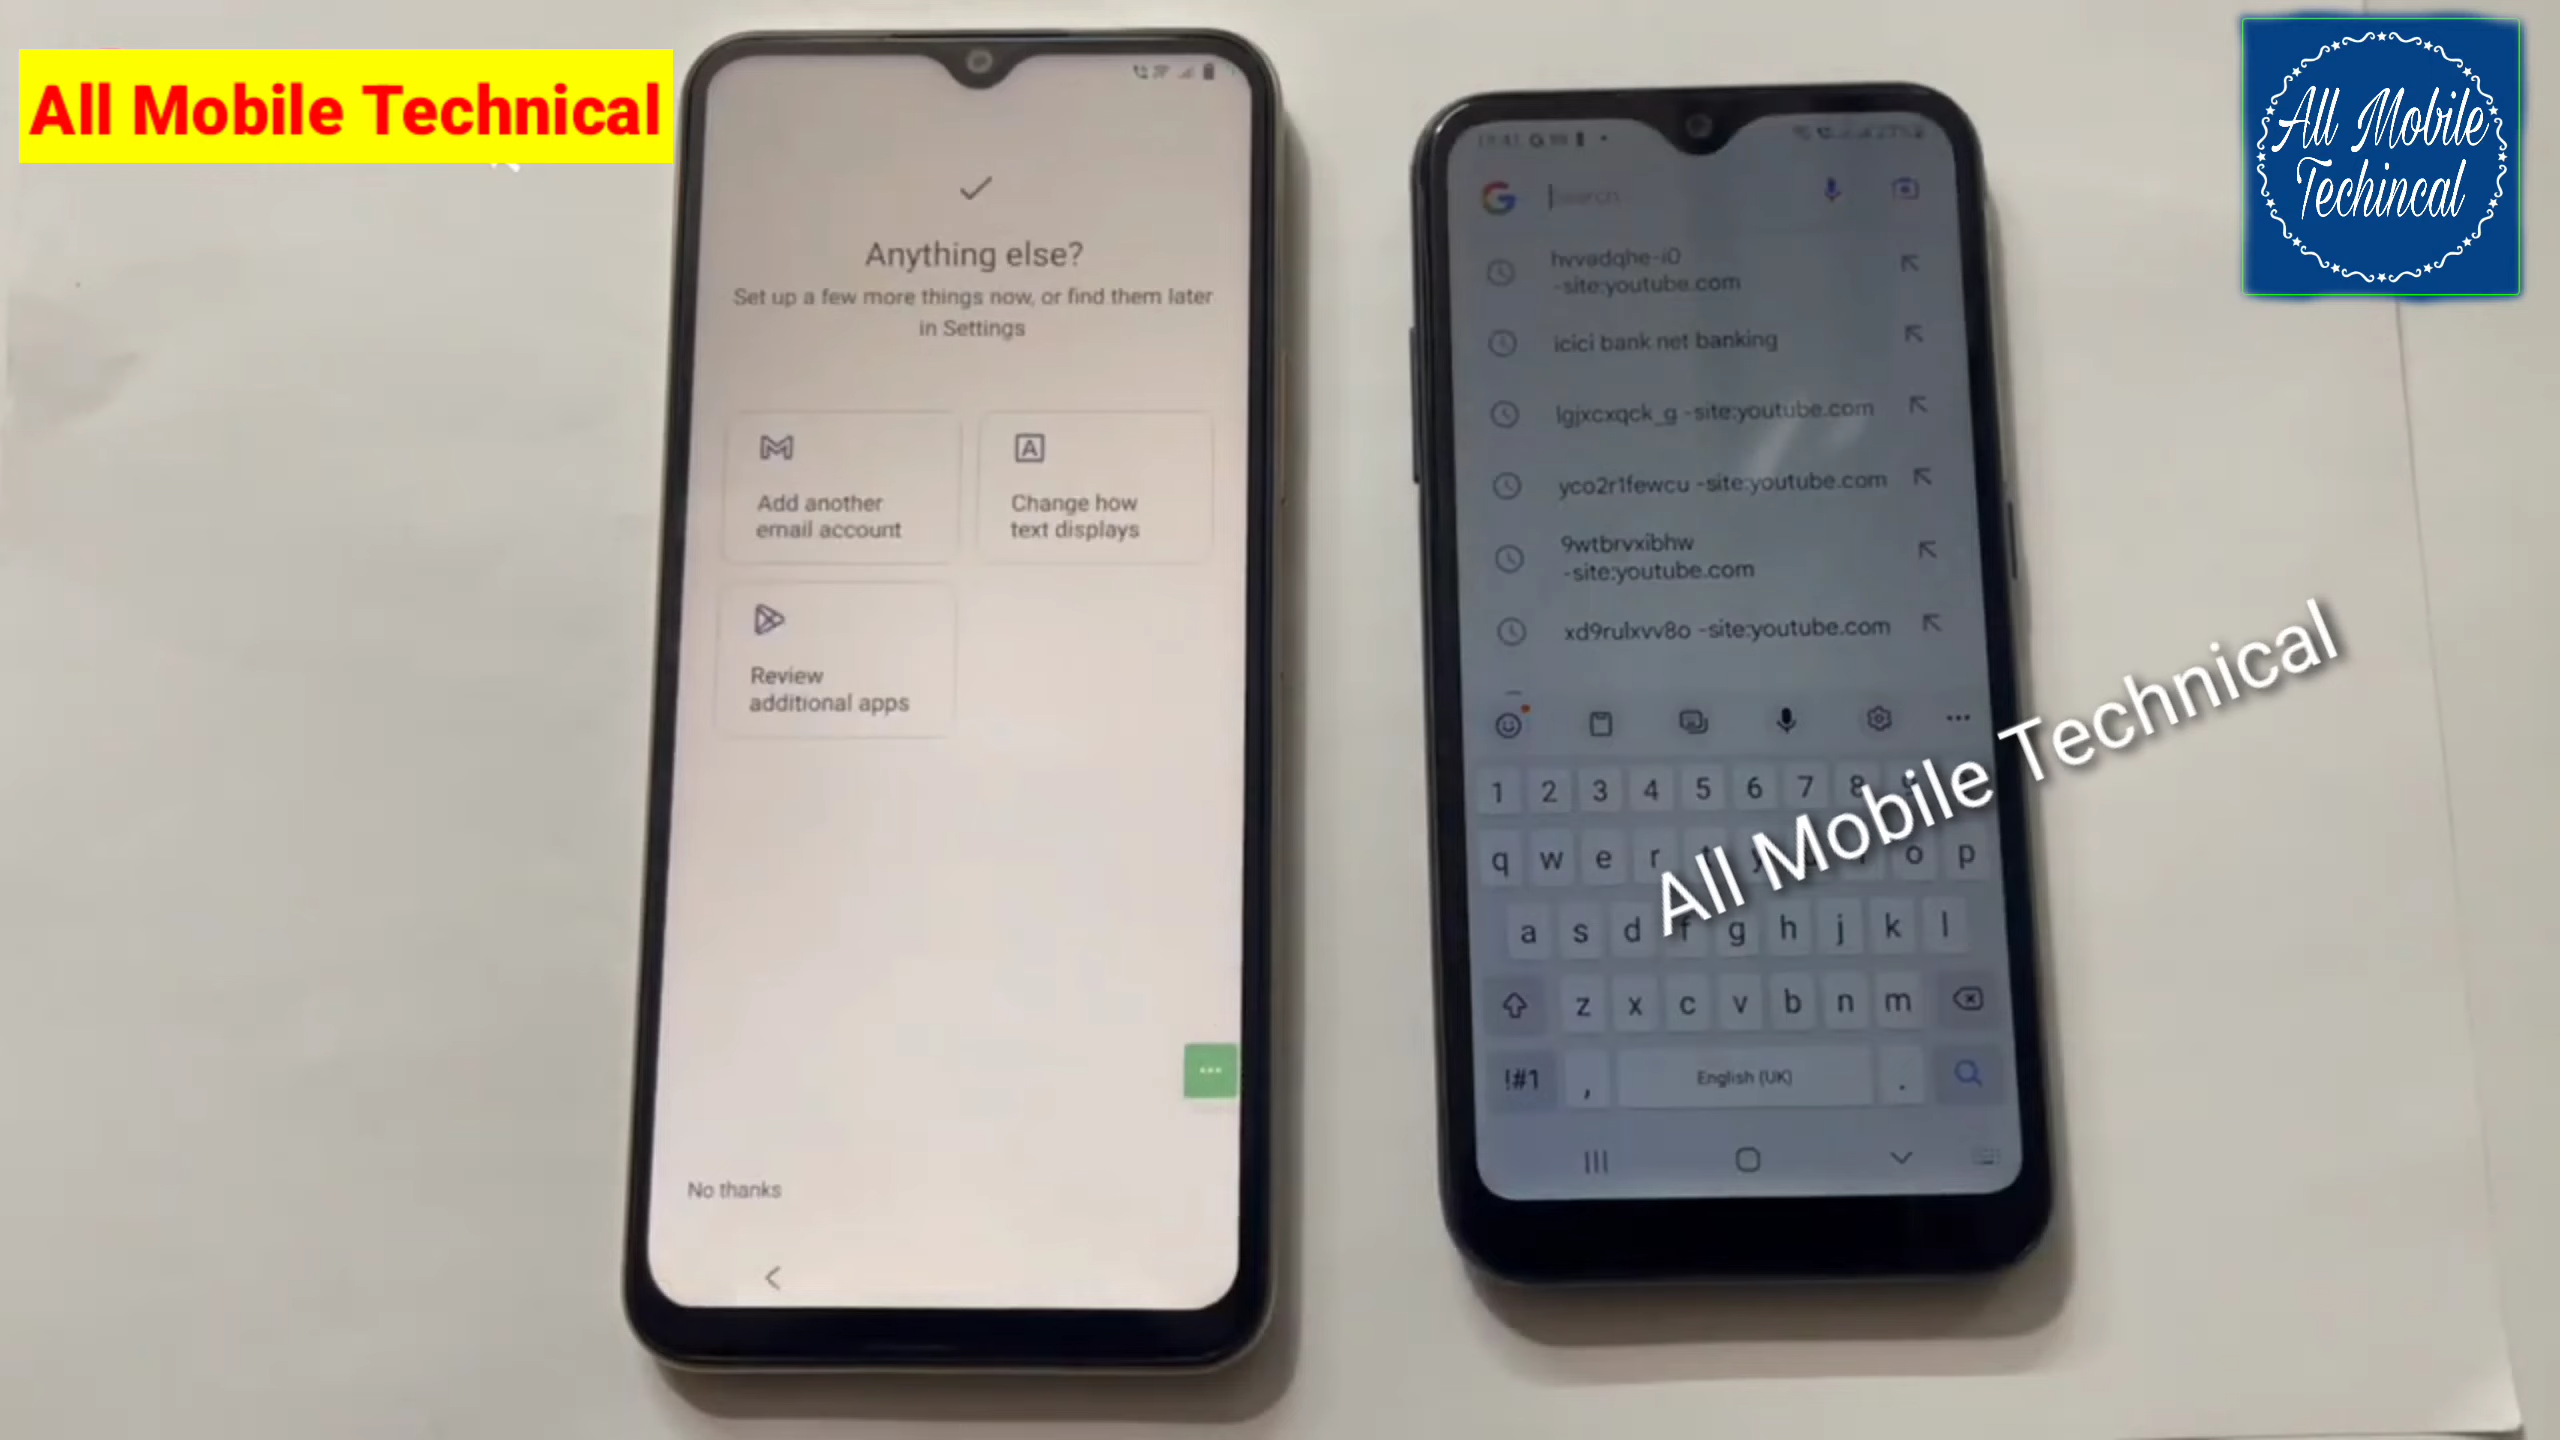 All Mobile Technical
All Mobile
Techincal
Anything else?
Set up a few more things now, or find them later
in Settings
Add another
email account
Change how
text displays
Review
additional apps
No thanks
Search
hvvadqhe-i0
-site:youtube.com
icici bank net banking
lgjxcxqck_g -site:youtube.com
yco2r1fewcu -site:youtube.com
9wtbrvxibhw
-site:youtube.com
xd9rulxvv8o -site:youtube.com
1 2 3 4 5 6 7 8 9
q w e r t y u i o p
a s d f g h j k l
z x c v b n m
!#1 , English (UK) .
All Mobile Technical